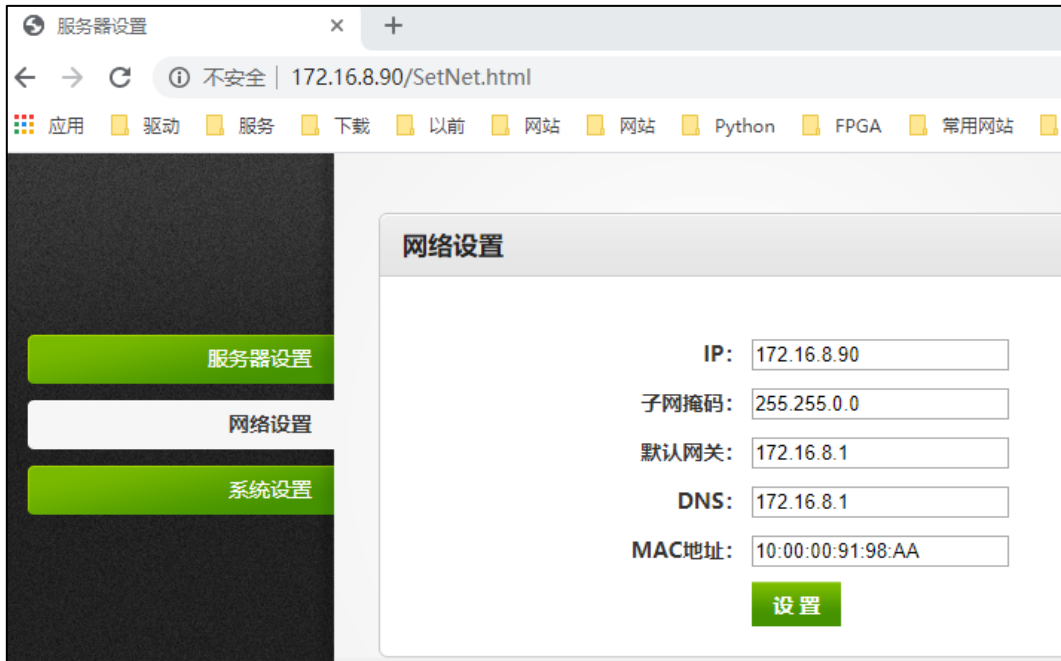 服务器设置
不安全 | 172.16.8.90/SetNet.html
应用 驱动 服务 下载 以前 网站 网站 Python FPGA 常用网站
网络设置
服务器设置
网络设置
系统设置
IP: 172.16.8.90
子网掩码: 255.255.0.0
默认网关: 172.16.8.1
DNS: 172.16.8.1
MAC地址: 10:00:00:91:98:AA
设 置